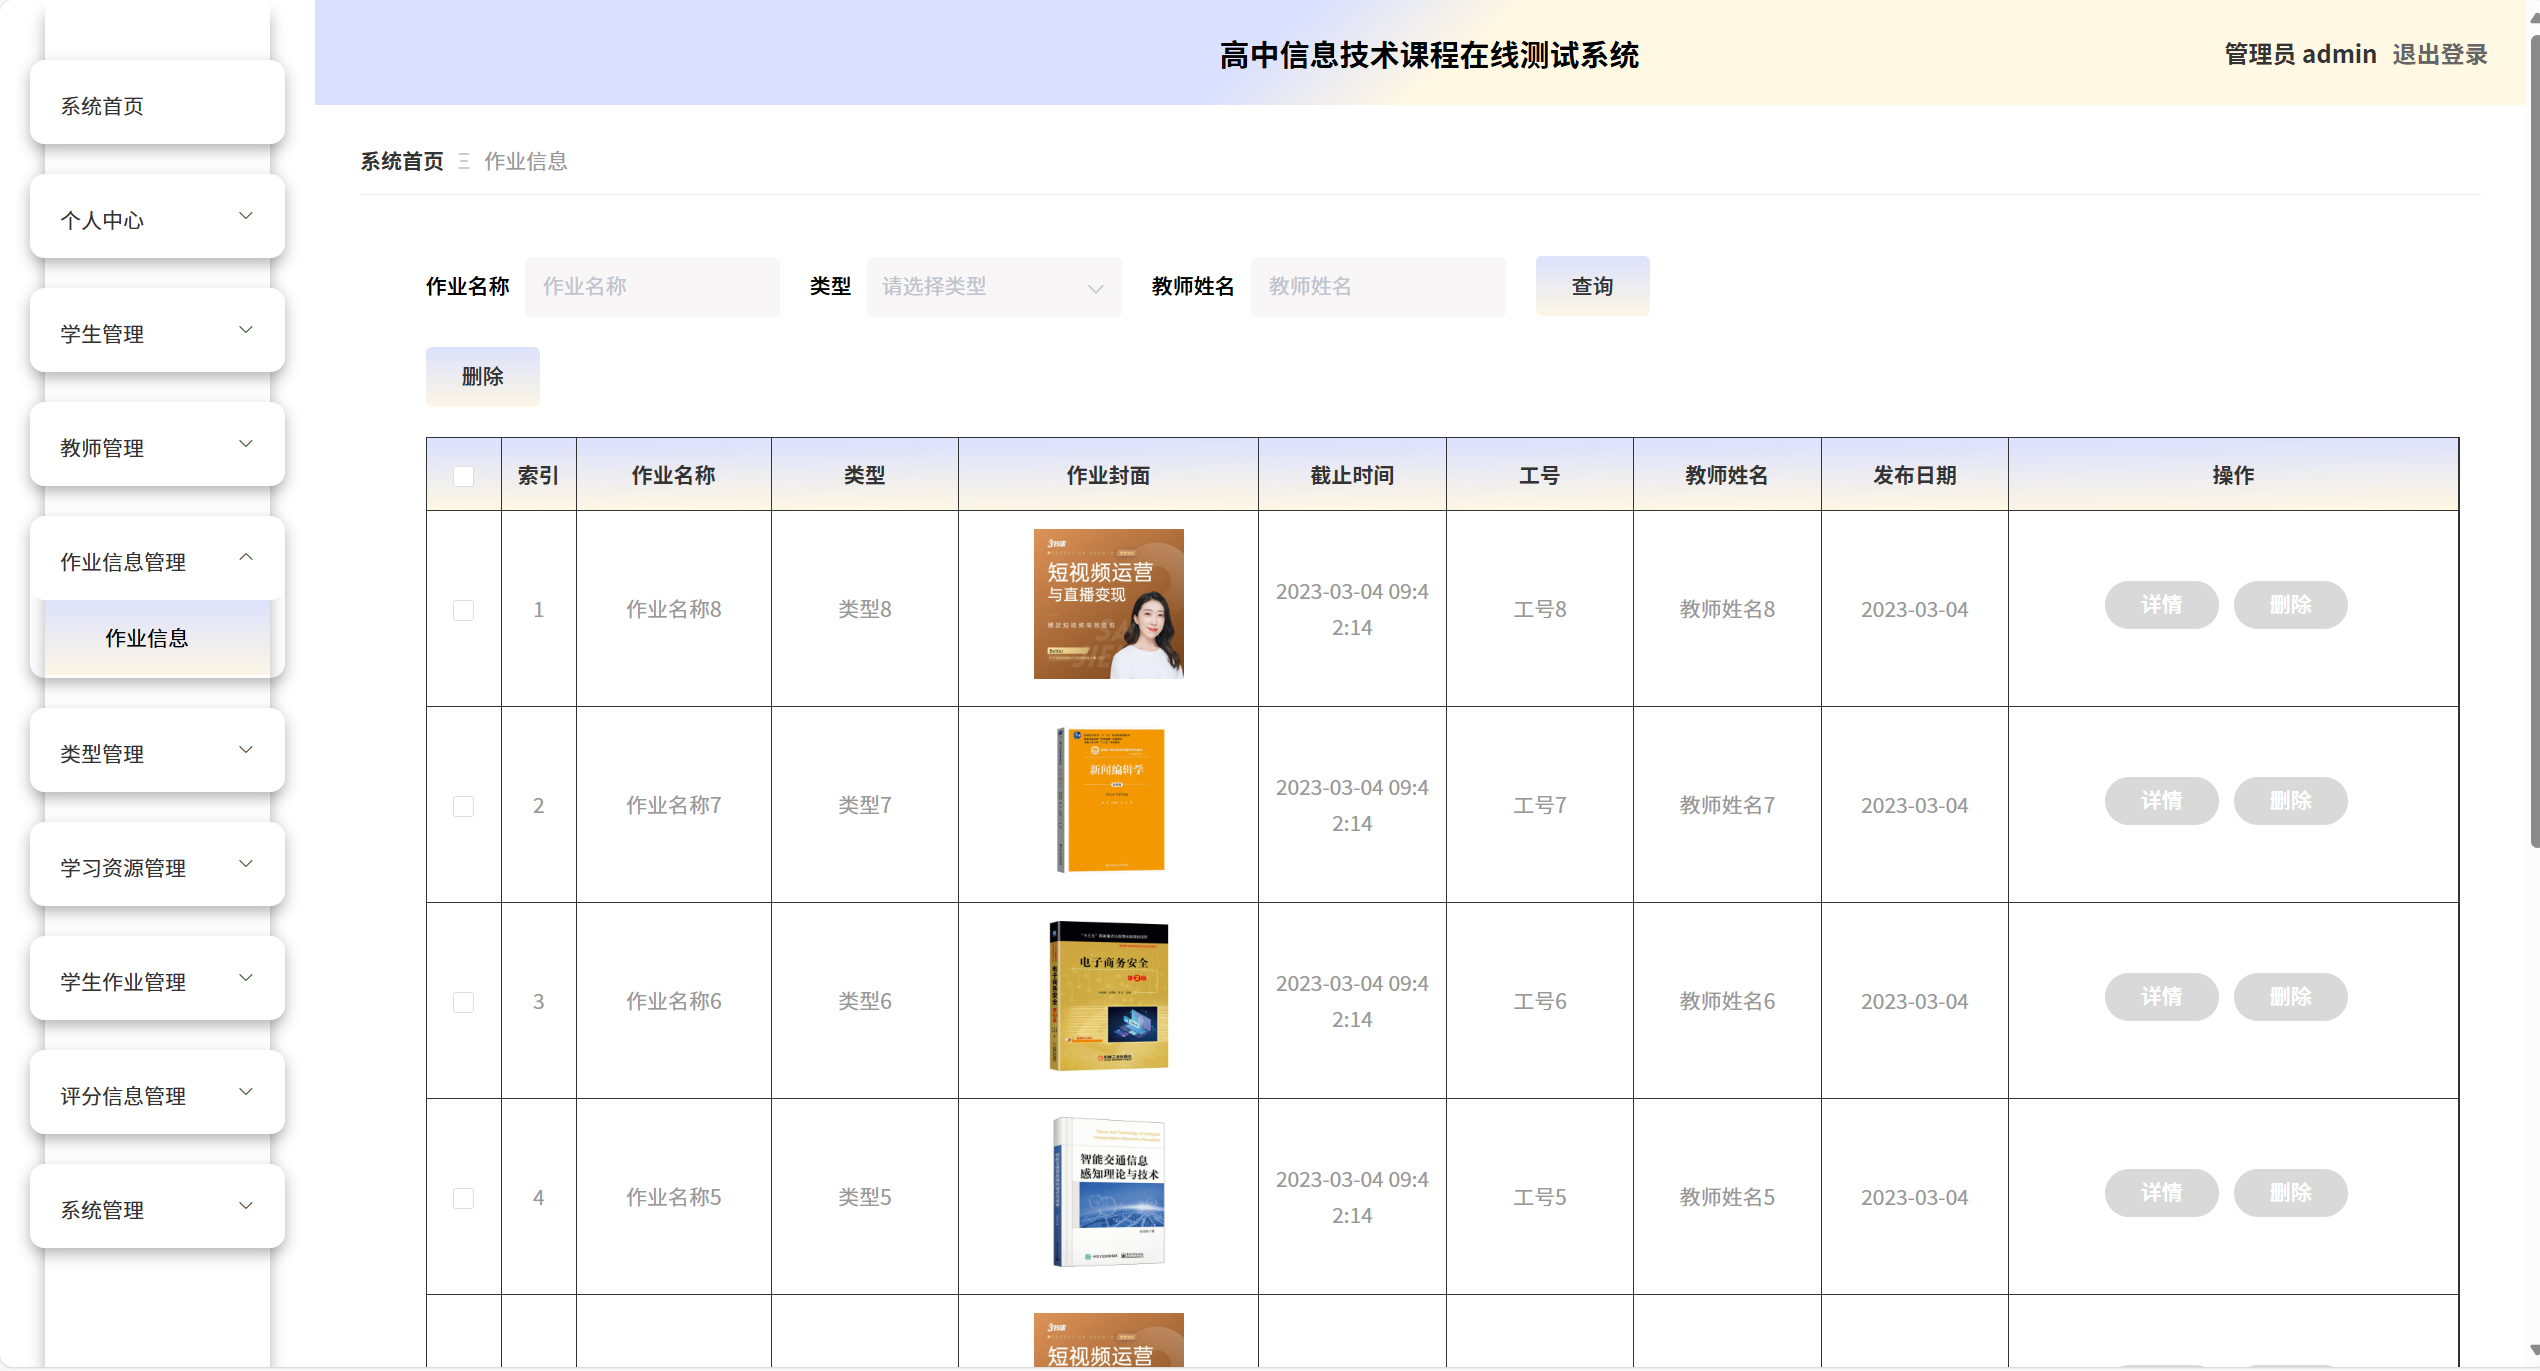 高中信息技术课程在线测试系统
管理员 admin 退出登录
系统首页
个人中心
学生管理
教师管理
作业信息管理
作业信息
类型管理
学习资源管理
学生作业管理
评分信息管理
系统管理
系统首页 作业信息
作业名称 作业名称 类型 请选择类型 教师姓名 教师姓名 查询
删除
索引 作业名称 类型 作业封面 截止时间 工号 教师姓名 发布日期 操作
短视频运营
与直播变现
1 作业名称8 类型8 2023-03-04 09:4
2:14 工号8 教师姓名8 2023-03-04 详情 删除
新闻编辑学
2 作业名称7 类型7 2023-03-04 09:4
2:14 工号7 教师姓名7 2023-03-04 详情 删除
电子商务安全
第2版
3 作业名称6 类型6 2023-03-04 09:4
2:14 工号6 教师姓名6 2023-03-04 详情 删除
智能交通信息
感知理论与技术
4 作业名称5 类型5 2023-03-04 09:4
2:14 工号5 教师姓名5 2023-03-04 详情 删除
短视频运营